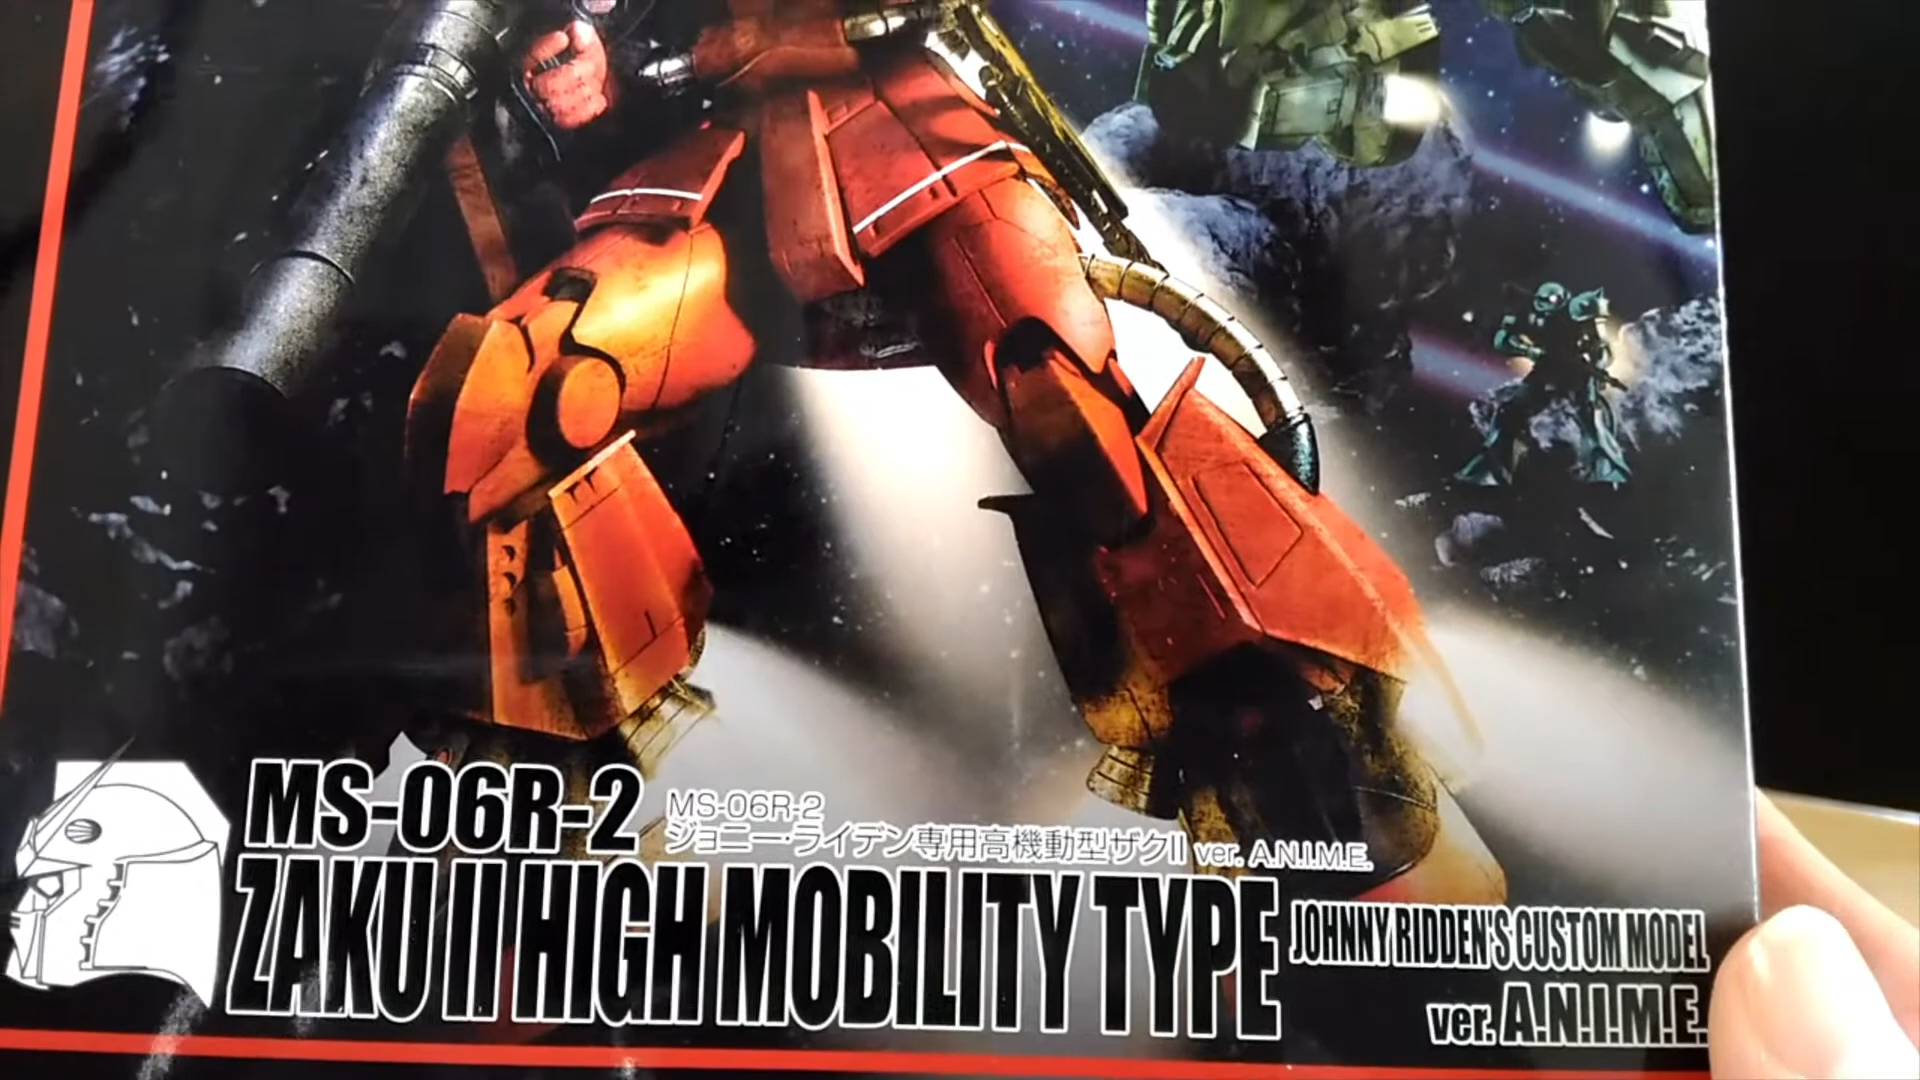 MS-06R-2
MS-06R-2
ジョニー・ライデン専用高機動型ザクII ver. A.N.I.M.E.
ZAKU II HIGH MOBILITY TYPE
JOHNNY RIDDEN'S CUSTOM MODEL
ver. A.N.I.M.E.